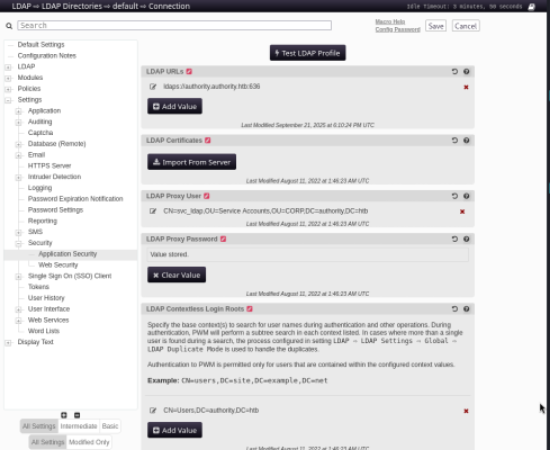 LDAP ⇨ LDAP Directories ⇨ default ⇨ Connection
Idle Timeout: 5 minutes, 50 seconds
Search
Macro Help
Config Password
Save
Cancel
Default Settings
Configuration Notes
LDAP
Modules
Policies
Settings
Application
Auditing
Captcha
Database (Remote)
Email
HTTPS Server
Intruder Detection
Logging
Password Expiration Notification
Password Settings
Reporting
SMS
Security
Application Security
Web Security
Single Sign On (SSO) Client
Tokens
User History
User Interface
Web Services
Word Lists
Display Text
All Settings Intermediate Basic
All Settings Modified Only
Test LDAP Profile
LDAP URLs
ldaps://authority.authority.htb:636
Add Value
Last Modified September 21, 2025 at 6:10:24 PM UTC
LDAP Certificates
Import From Server
Last Modified August 11, 2022 at 1:46:23 AM UTC
LDAP Proxy User
CN=svc_ldap,OU=Service Accounts,OU=CORP,DC=authority,DC=htb
Last Modified August 11, 2022 at 1:46:23 AM UTC
LDAP Proxy Password
Value stored.
Clear Value
Last Modified August 11, 2022 at 1:46:23 AM UTC
LDAP Contextless Login Roots
Specify the base context(s) to search for user names during authentication and other operations. During
authentication, PWM will perform a subtree search in each context listed. In cases where more than a single
user is found during a search, the process configured in setting LDAP ⇨ LDAP Settings ⇨ Global ⇨
LDAP Duplicate Mode is used to handle the duplicates.
Authentication to PWM is permitted only for users that are contained within the configured context values.
Example: CN=users,DC=site,DC=example,DC=net
CN=Users,DC=authority,DC=htb
Add Value
Last Modified August 11, 2022 at 1:46:23 AM UTC